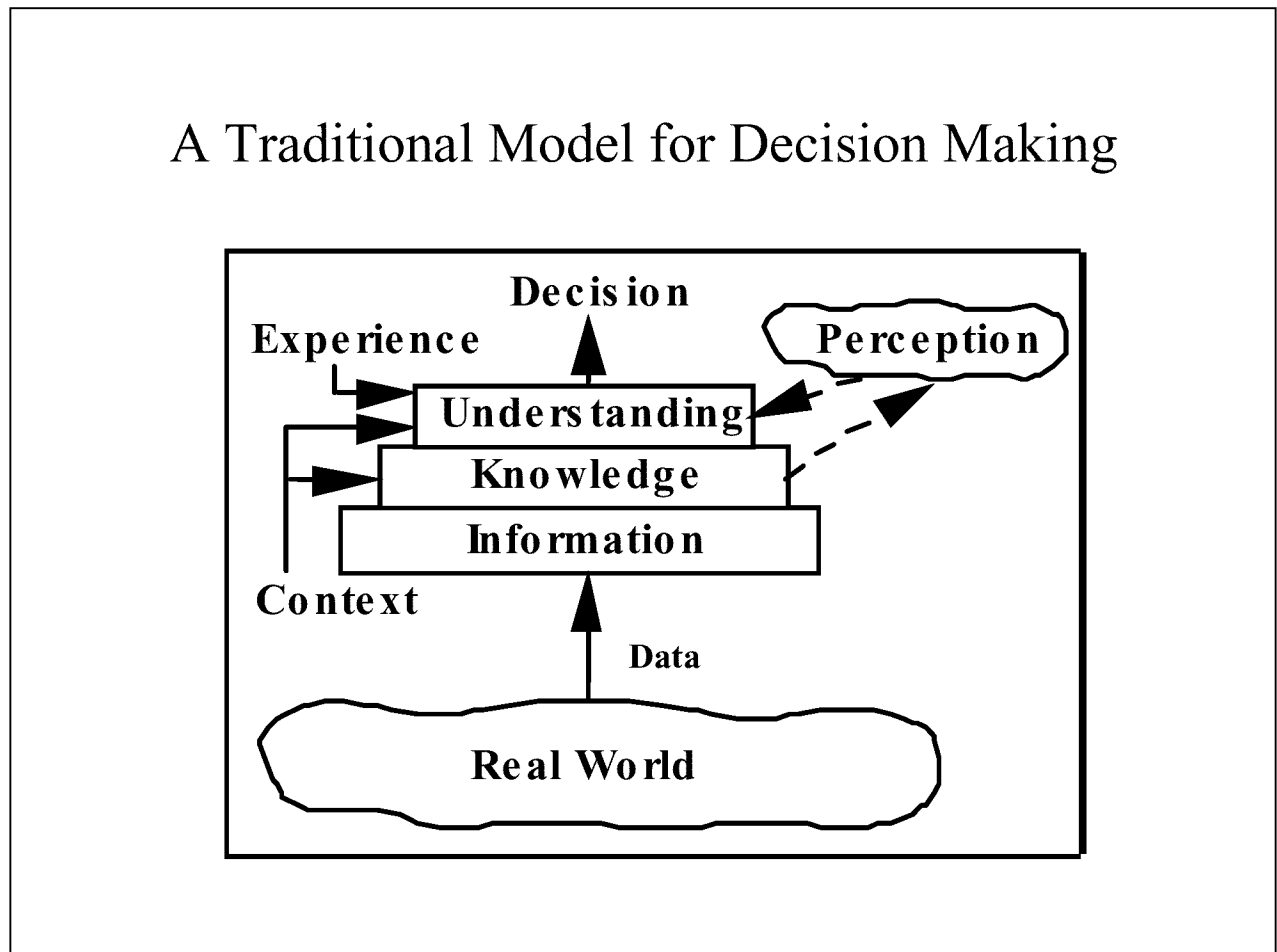 A Traditional Model for Decision Making
Decision
Experience
Perception
Understanding
Knowledge
Information
Context
Data
Real World